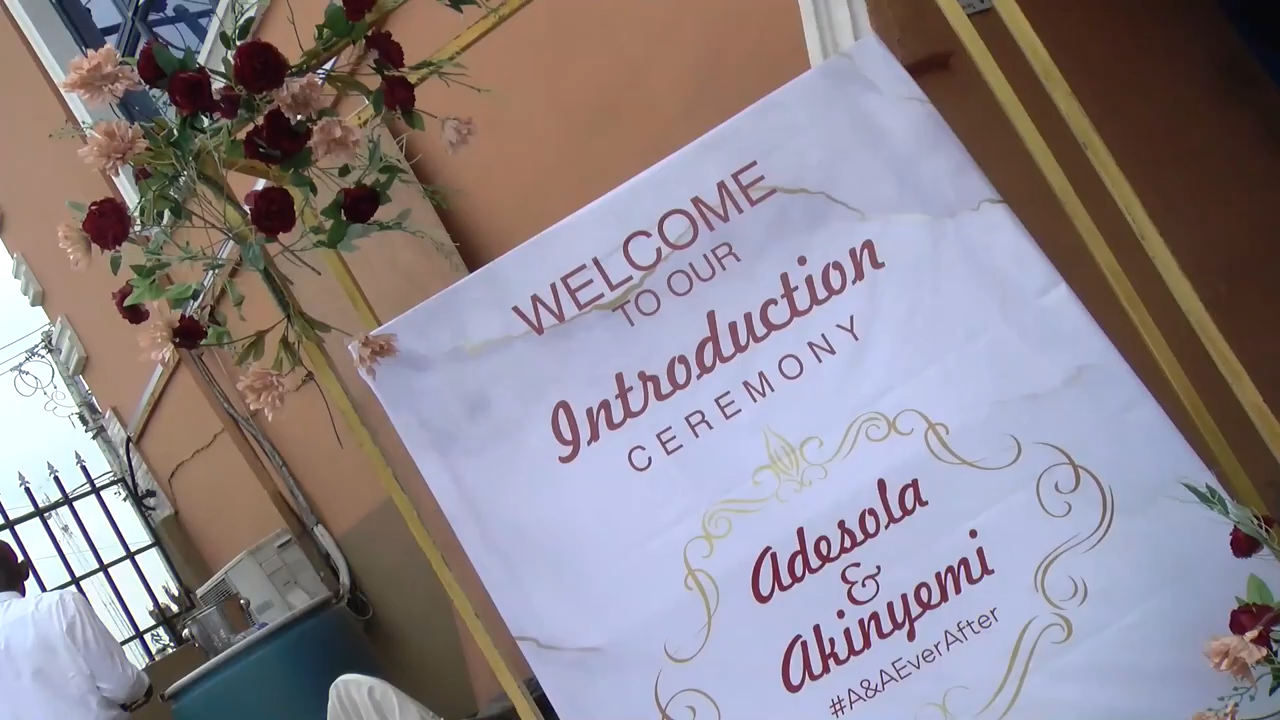 WELCOME
TO OUR
Introduction
CEREMONY
Adesola
&
Akinyemi
#A&AEverAfter